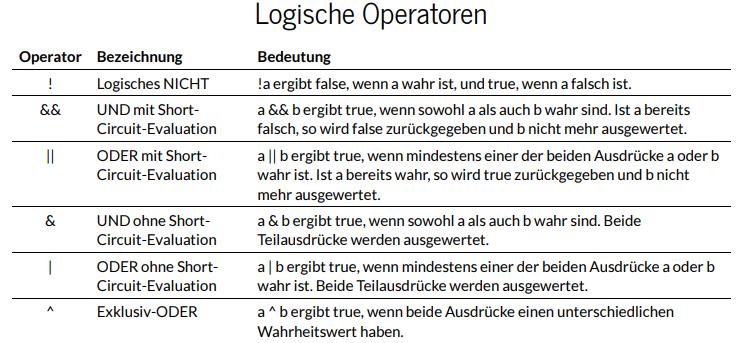 Logische Operatoren
Operator Bezeichnung Bedeutung
! Logisches NICHT !a ergibt false, wenn a wahr ist, und true, wenn a falsch ist.
&& UND mit Short- a && b ergibt true, wenn sowohl a als auch b wahr sind. Ist a bereits
Circuit-Evaluation falsch, so wird false zurückgegeben und b nicht mehr ausgewertet.
|| ODER mit Short- a || b ergibt true, wenn mindestens einer der beiden Ausdrücke a oder b
Circuit-Evaluation wahr ist. Ist a bereits wahr, so wird true zurückgegeben und b nicht
mehr ausgewertet.
& UND ohne Short- a & b ergibt true, wenn sowohl a als auch b wahr sind. Beide
Circuit-Evaluation Teilausdrücke werden ausgewertet.
| ODER ohne Short- a | b ergibt true, wenn mindestens einer der beiden Ausdrücke a oder b
Circuit-Evaluation wahr ist. Beide Teilausdrücke werden ausgewertet.
^ Exklusiv-ODER a ^ b ergibt true, wenn beide Ausdrücke einen unterschiedlichen
Wahrheitswert haben.